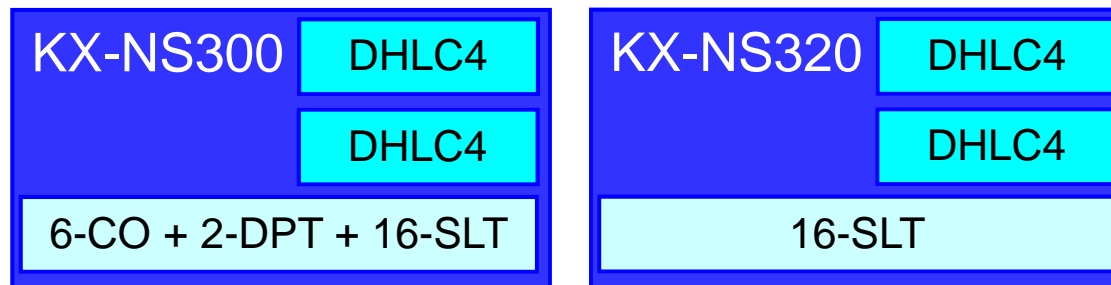 KX-NS300
DHLC4
DHLC4
6-CO + 2-DPT + 16-SLT
KX-NS320
DHLC4
DHLC4
16-SLT